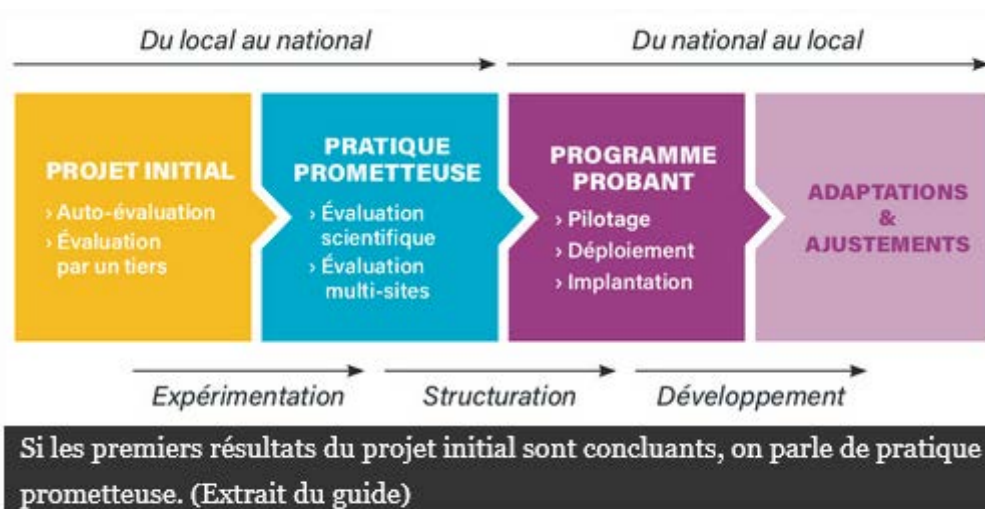 Du local au national
Du national au local
PROJET INITIAL
› Auto-évaluation
› Évaluation
par un tiers
PRATIQUE
PROMETTEUSE
› Évaluation
scientifique
› Évaluation
multi-sites
PROGRAMME
PROBANT
› Pilotage
› Déploiement
› Implantation
ADAPTATIONS
&
AJUSTEMENTS
Expérimentation
Structuration
Développement
Si les premiers résultats du projet initial sont concluants, on parle de pratique
prometteuse. (Extrait du guide)